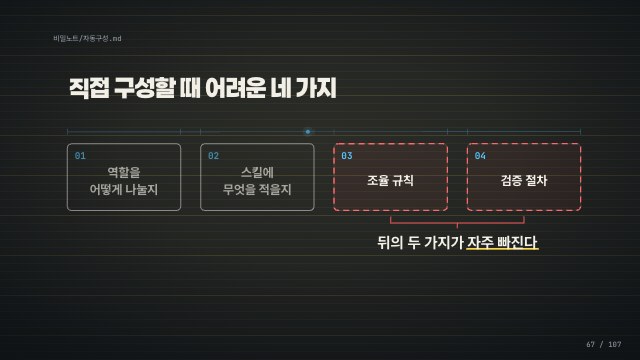 비밀노트/자동구성.md
직접 구성할 때 어려운 네 가지
01
역할을
어떻게 나눌지
02
스킬에
무엇을 적을지
03
조율 규칙
04
검증 절차
뒤의 두 가지가 자주 빠진다
67 / 107